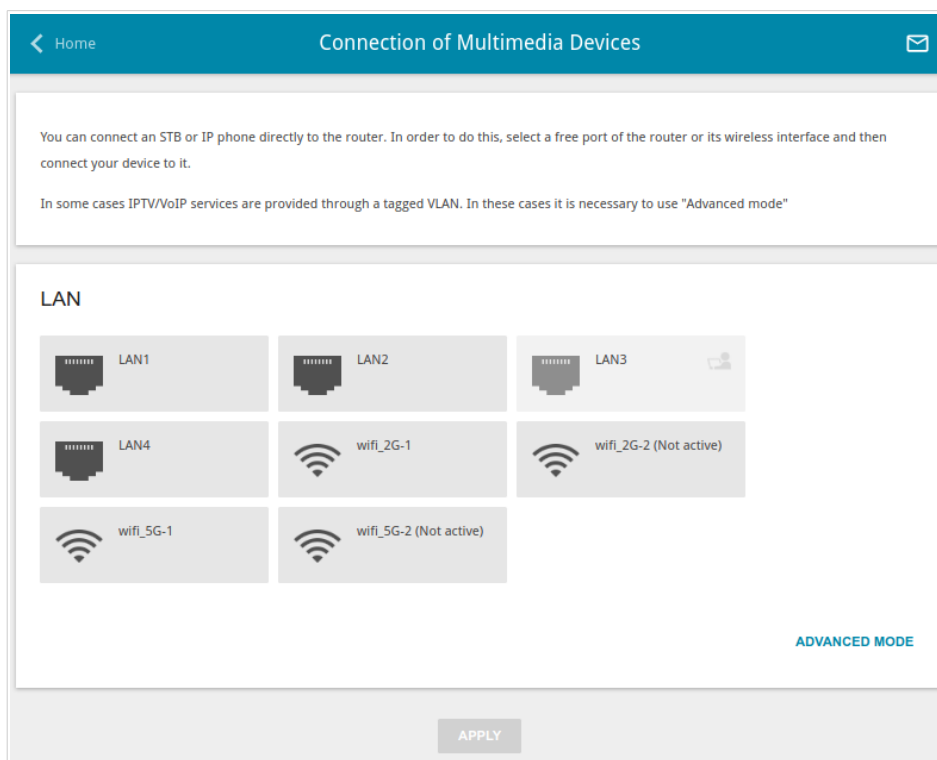 Home
Connection of Multimedia Devices
You can connect an STB or IP phone directly to the router. In order to do this, select a free port of the router or its wireless interface and then
connect your device to it.
In some cases IPTV/VoIP services are provided through a tagged VLAN. In these cases it is necessary to use "Advanced mode"
LAN
LAN1
LAN2
LAN3
LAN4
wifi_2G-1
wifi_2G-2 (Not active)
wifi_5G-1
wifi_5G-2 (Not active)
ADVANCED MODE
APPLY